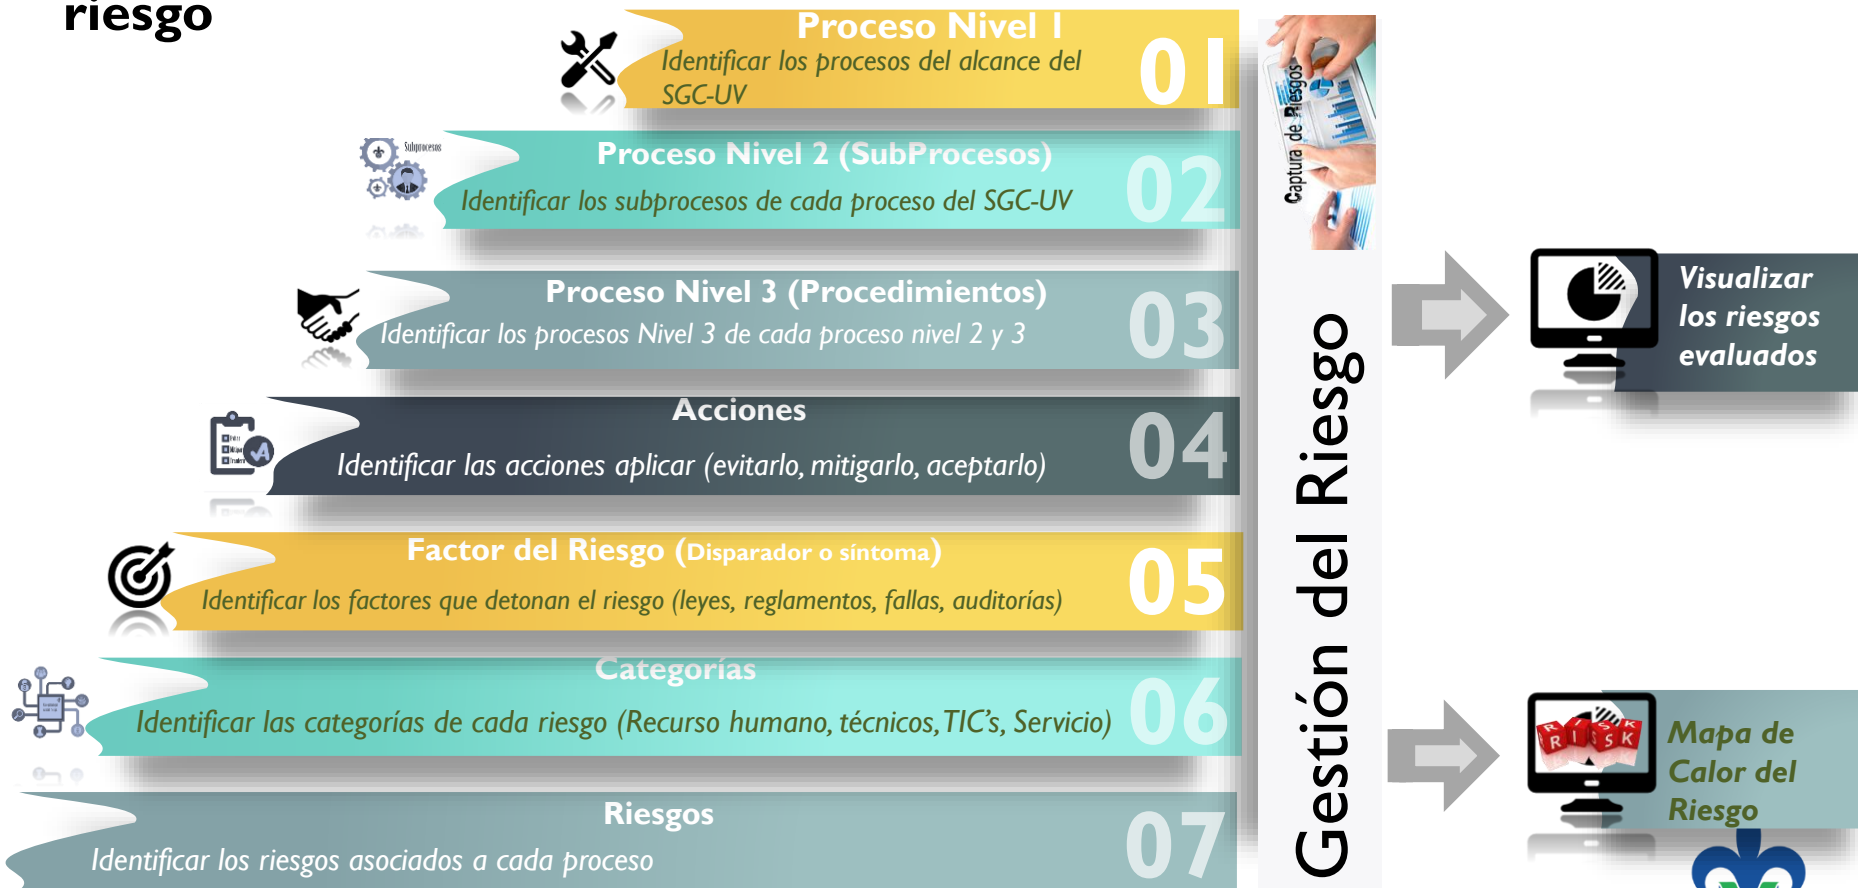 riesgo
Proceso Nivel 1
Identificar los procesos del alcance del
SGC-UV
01
Subprocesos
Proceso Nivel 2 (SubProcesos)
Identificar los subprocesos de cada proceso del SGC-UV
02
Proceso Nivel 3 (Procedimientos)
Identificar los procesos Nivel 3 de cada proceso nivel 2 y 3
03
Acciones
Identificar las acciones aplicar (evitarlo, mitigarlo, aceptarlo)
04
Factor del Riesgo (Disparador o síntoma)
Identificar los factores que detonan el riesgo (leyes, reglamentos, fallas, auditorías)
05
Categorías
Identificar las categorías de cada riesgo (Recurso humano, técnicos, TIC's, Servicio)
06
Riesgos
Identificar los riesgos asociados a cada proceso
07
Captura de Riesgos
Gestión del Riesgo
Visualizar
los riesgos
evaluados
RISK
RISK
Mapa de
Calor del
Riesgo